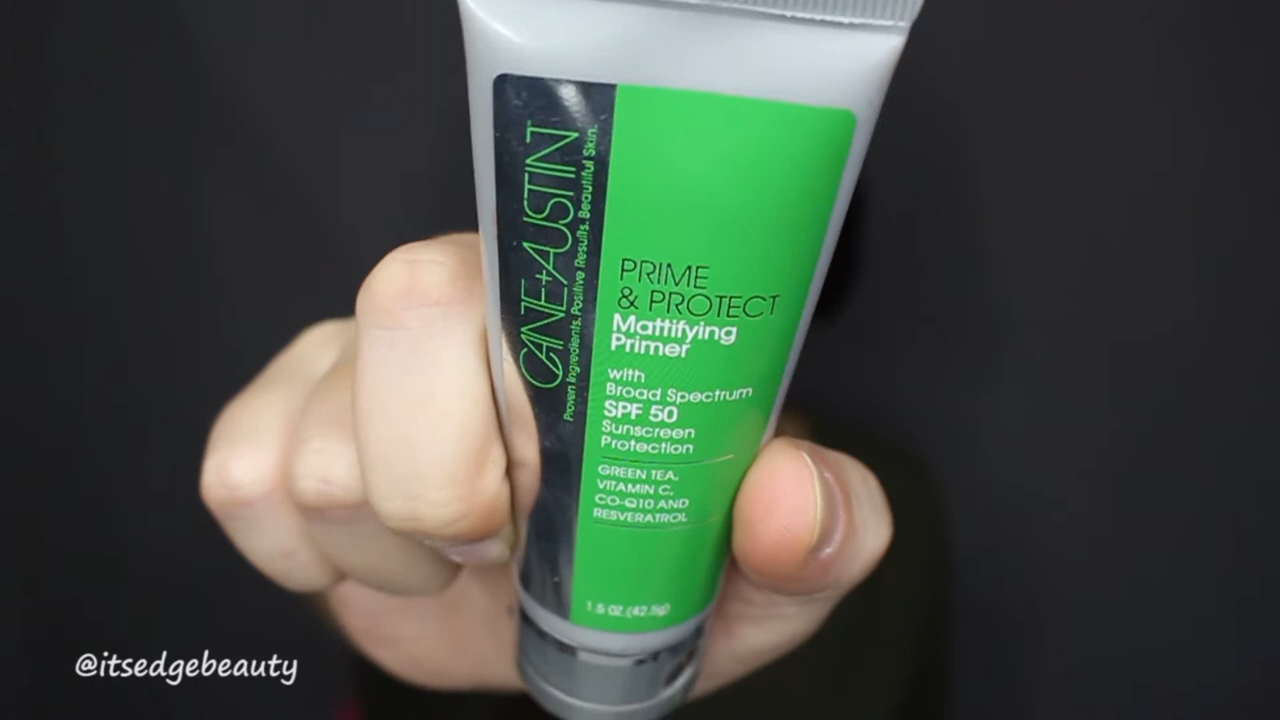 CANE+AUSTIN™
Proven Ingredients. Positive Results. Beautiful Skin.
PRIME
& PROTECT
Mattifying
Primer
with
Broad Spectrum
SPF 50
Sunscreen
Protection
GREEN TEA,
VITAMIN C,
CO-Q10 AND
RESVERATROL
1.5 OZ. (42.5g)
@itsedgebeauty